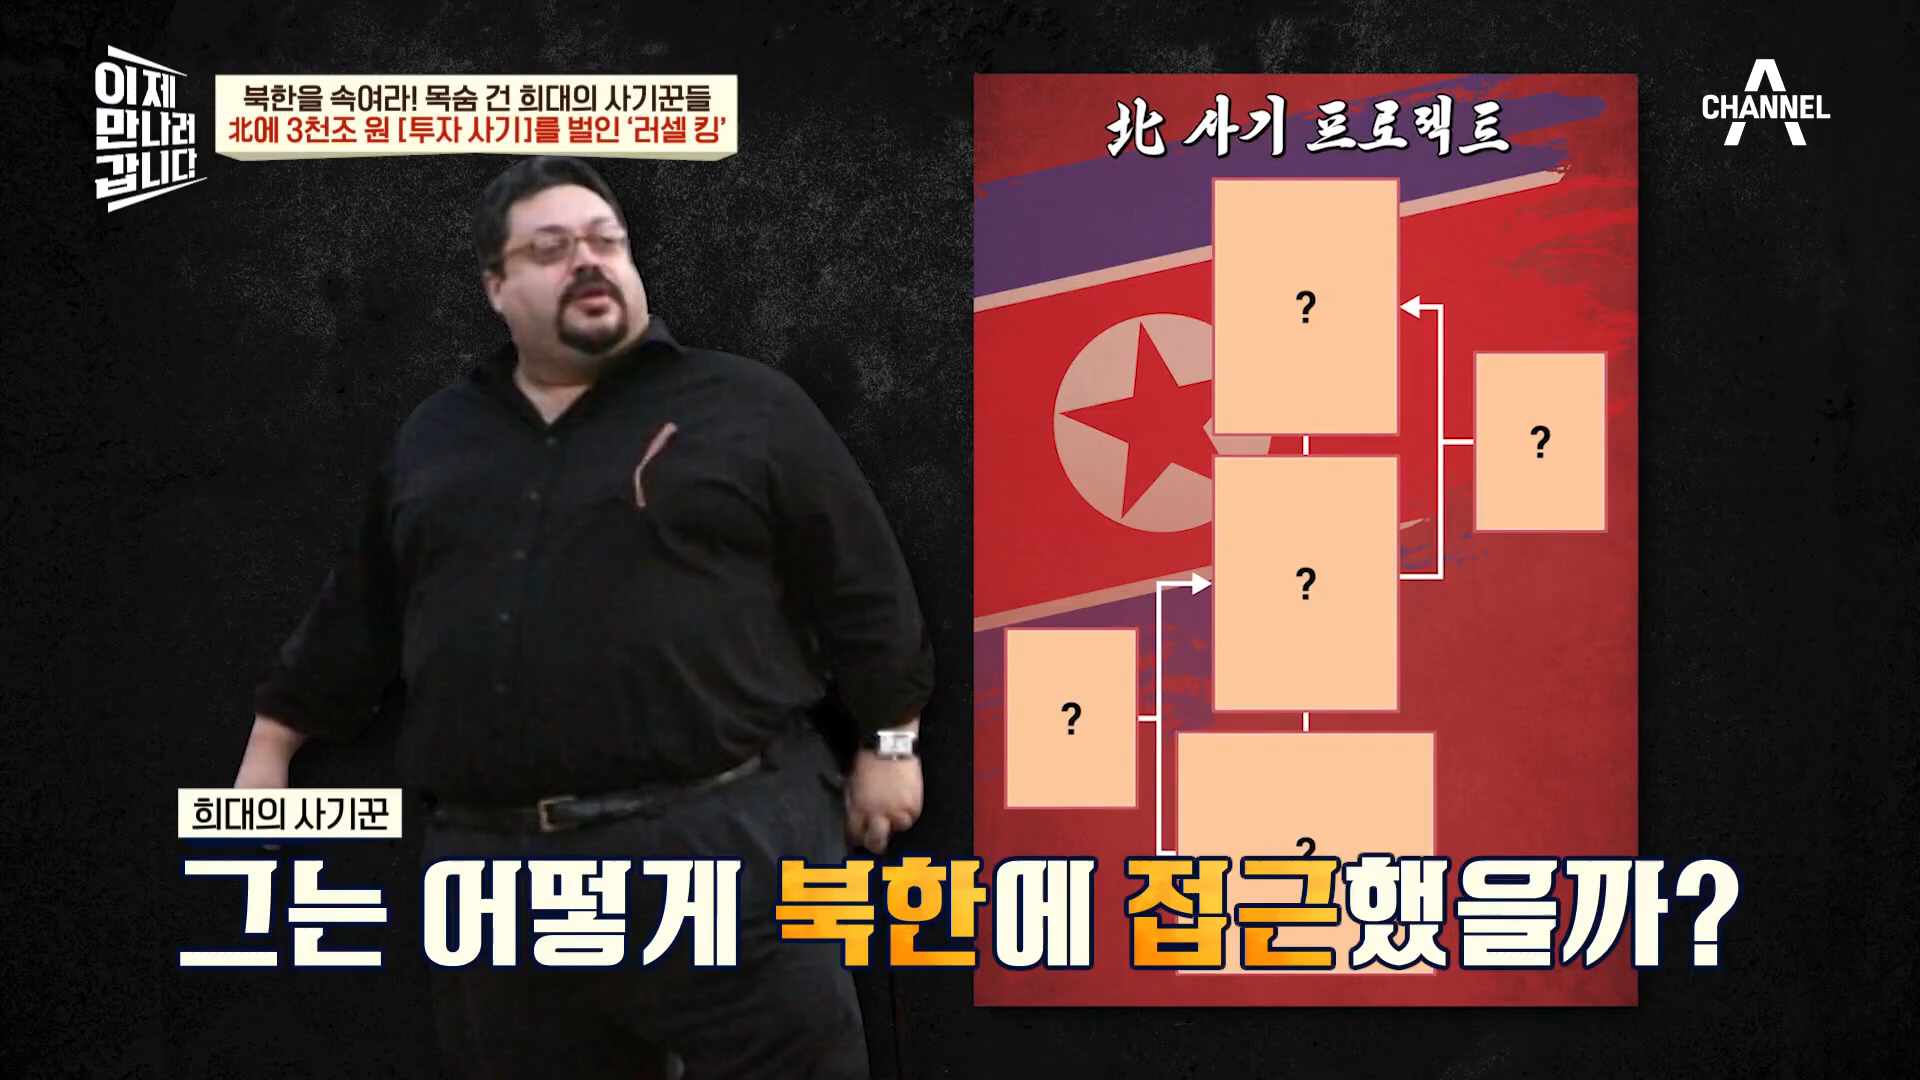 이제
만나러
갑니다
북한을 속여라! 목숨 건 희대의 사기꾼들
北에 3천조 원 [투자 사기]를 벌인 ‘러셀 킹’
CHANNEL A
北 사기 프로젝트
?
?
?
?
?
희대의 사기꾼
그는 어떻게 북한에 접근했을까?